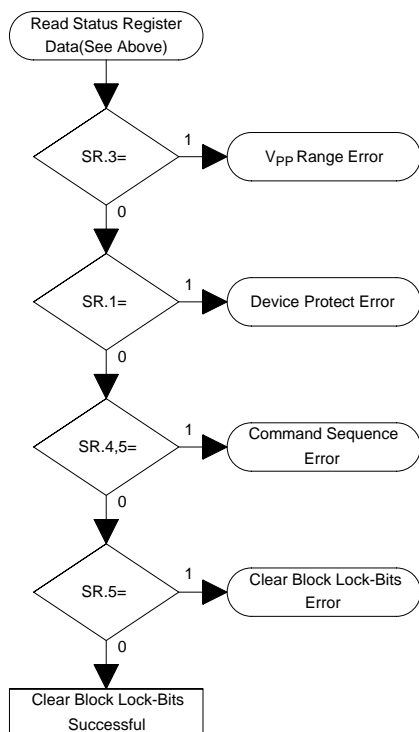 Read Status Register
Data(See Above)
SR.3=
1
VPP Range Error
0
SR.1=
1
Device Protect Error
0
SR.4,5=
1
Command Sequence
Error
0
SR.5=
1
Clear Block Lock-Bits
Error
0
Clear Block Lock-Bits
Successful